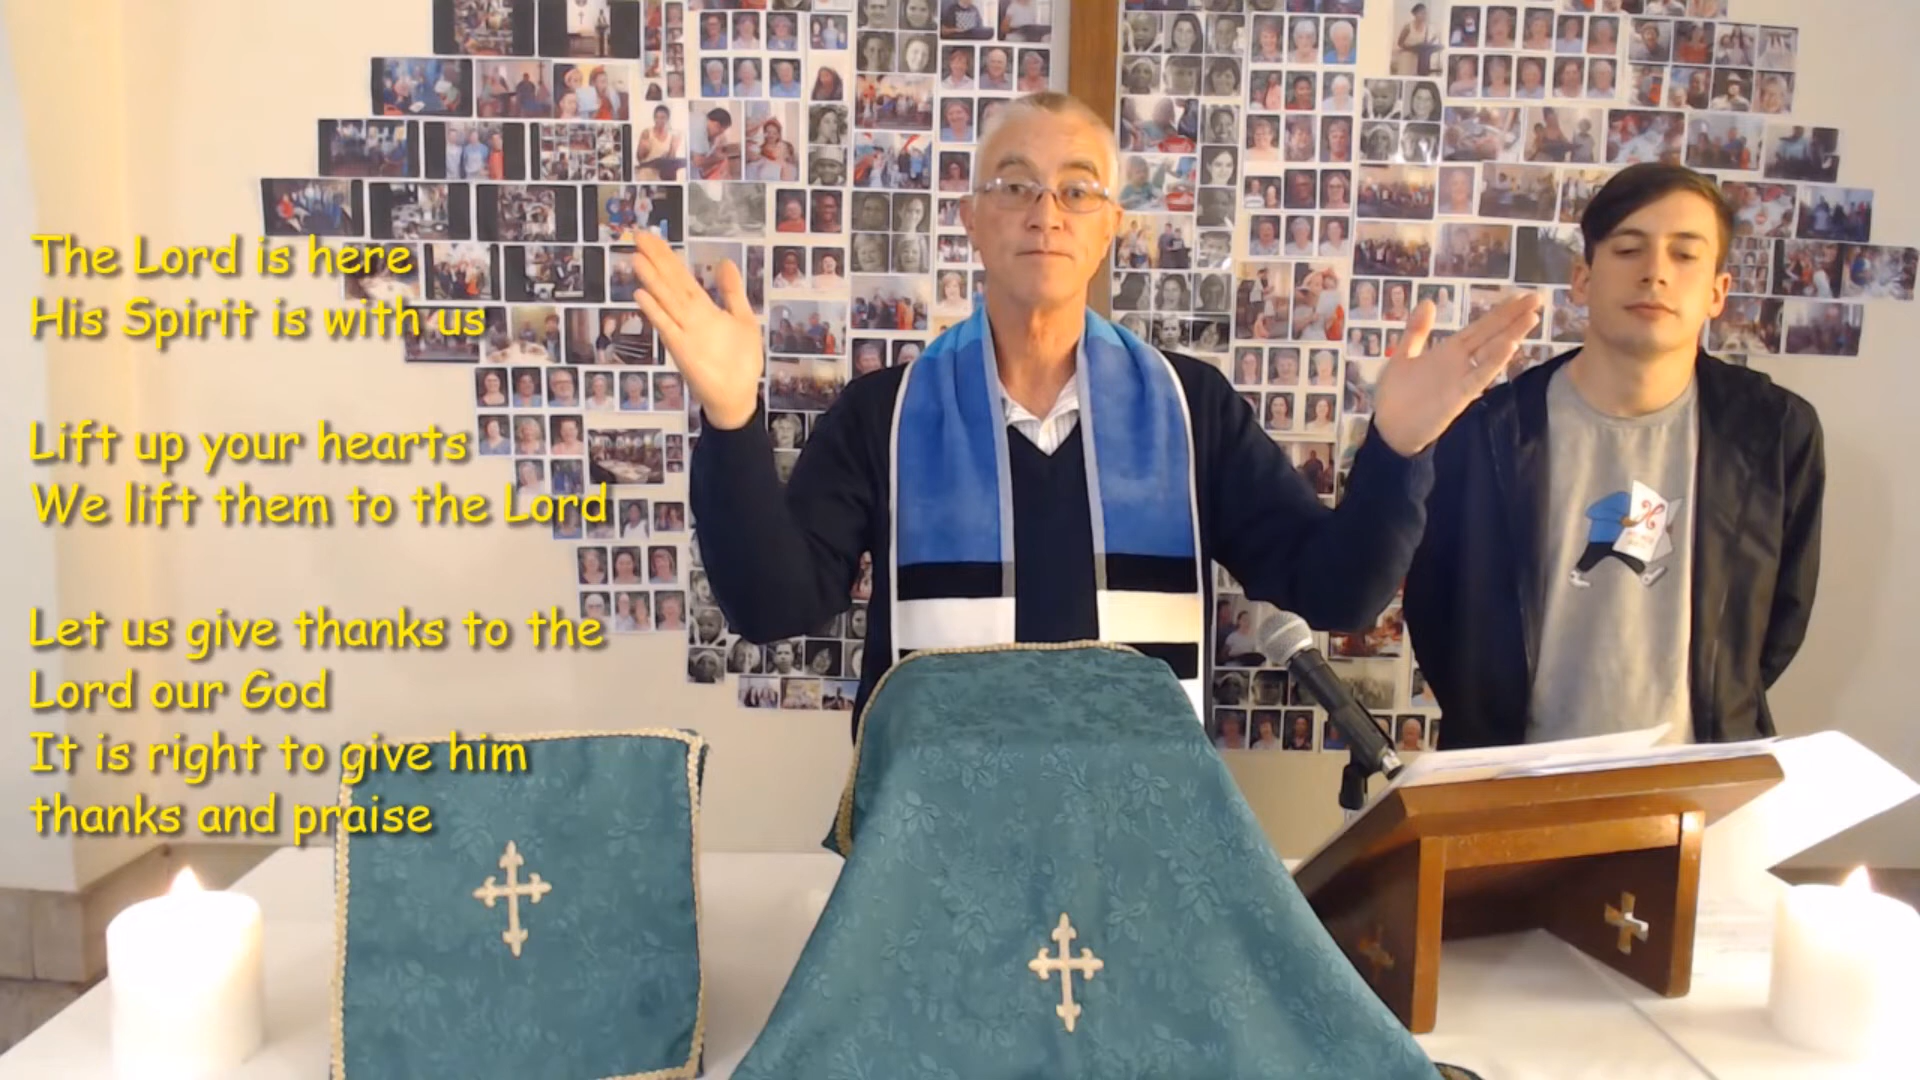 The Lord is here
His Spirit is with us
Lift up your hearts
We lift them to the Lord
Let us give thanks to the
Lord our God
It is right to give him
thanks and praise